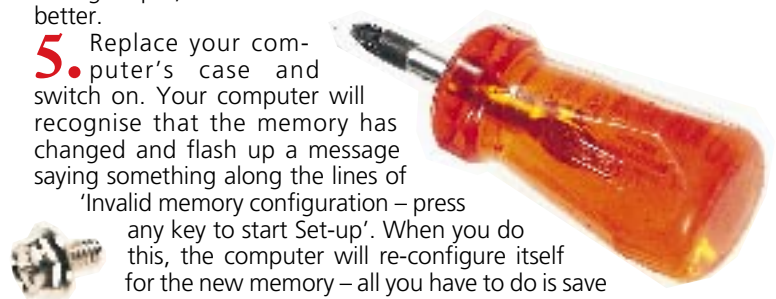 better.
5. Replace your com-
puter's case and
switch on. Your computer will
recognise that the memory has
changed and flash up a message
saying something along the lines of
'Invalid memory configuration – press
any key to start Set-up'. When you do
this, the computer will re-configure itself
for the new memory – all you have to do is save